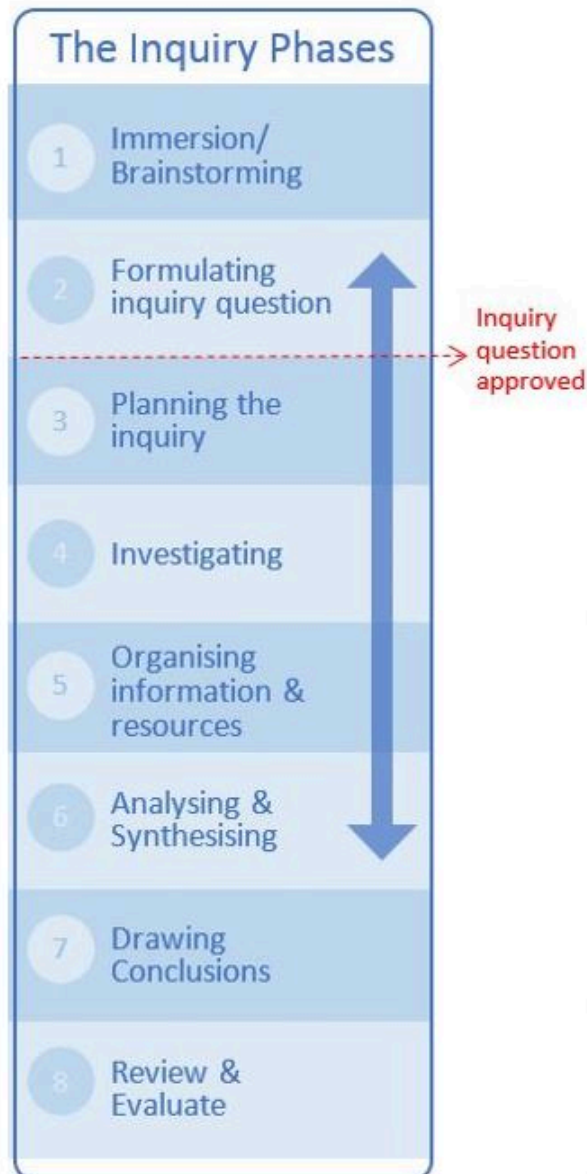 The Inquiry Phases
1
Immersion/
Brainstorming
2
Formulating
inquiry question
Inquiry
question
approved
3
Planning the
inquiry
4
Investigating
5
Organising
information &
resources
6
Analysing &
Synthesising
7
Drawing
Conclusions
8
Review &
Evaluate